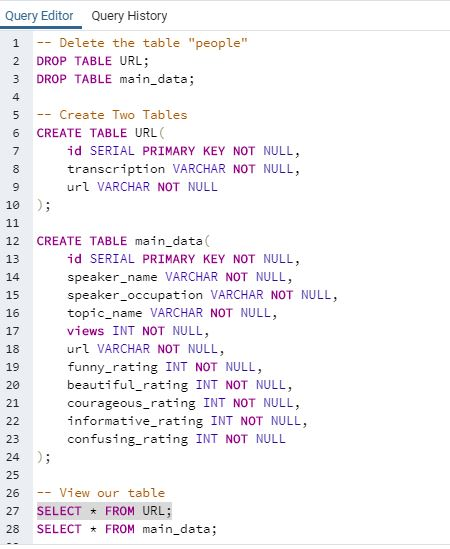 Query Editor Query History
1 -- Delete the table "people"
2 DROP TABLE URL;
3 DROP TABLE main_data;
4
5 -- Create Two Tables
6 CREATE TABLE URL(
7 id SERIAL PRIMARY KEY NOT NULL,
8 transcription VARCHAR NOT NULL,
9 url VARCHAR NOT NULL
10 );
11
12 CREATE TABLE main_data(
13 id SERIAL PRIMARY KEY NOT NULL,
14 speaker_name VARCHAR NOT NULL,
15 speaker_occupation VARCHAR NOT NULL,
16 topic_name VARCHAR NOT NULL,
17 views INT NOT NULL,
18 url VARCHAR NOT NULL,
19 funny_rating INT NOT NULL,
20 beautiful_rating INT NOT NULL,
21 courageous_rating INT NOT NULL,
22 informative_rating INT NOT NULL,
23 confusing_rating INT NOT NULL
24 );
25
26 -- View our table
27 SELECT * FROM URL;
28 SELECT * FROM main_data;